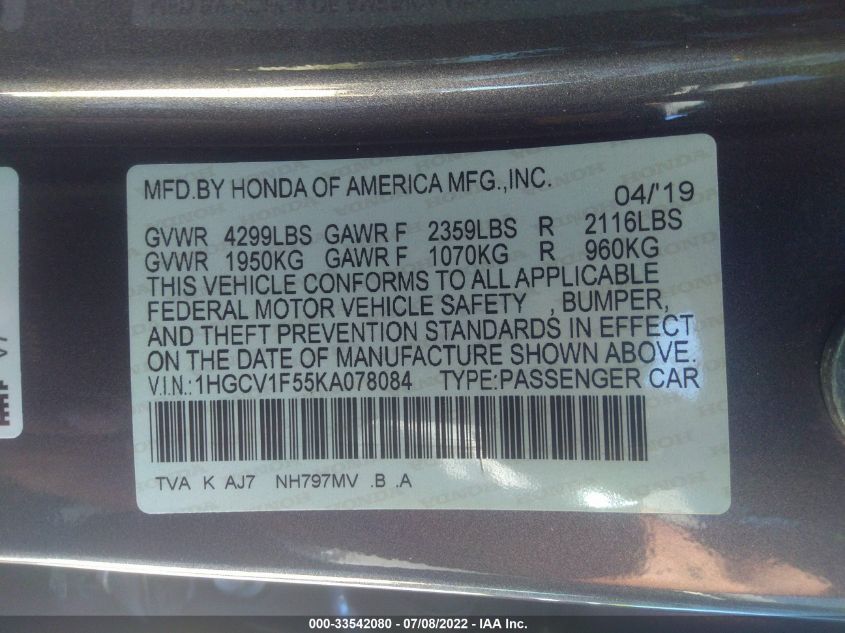 MFD.BY HONDA OF AMERICA MFG.,INC. 04/'19
GVWR 4299LBS GAWR F 2359LBS R 2116LBS
GVWR 1950KG GAWR F 1070KG R 960KG
THIS VEHICLE CONFORMS TO ALL APPLICABLE
FEDERAL MOTOR VEHICLE SAFETY , BUMPER,
AND THEFT PREVENTION STANDARDS IN EFFECT
ON THE DATE OF MANUFACTURE SHOWN ABOVE.
V.I.N.:1HGCV1F55KA078084 TYPE:PASSENGER CAR
TVA K AJ7 NH797MV .B .A
000-33542080 - 07/08/2022 - IAA Inc.